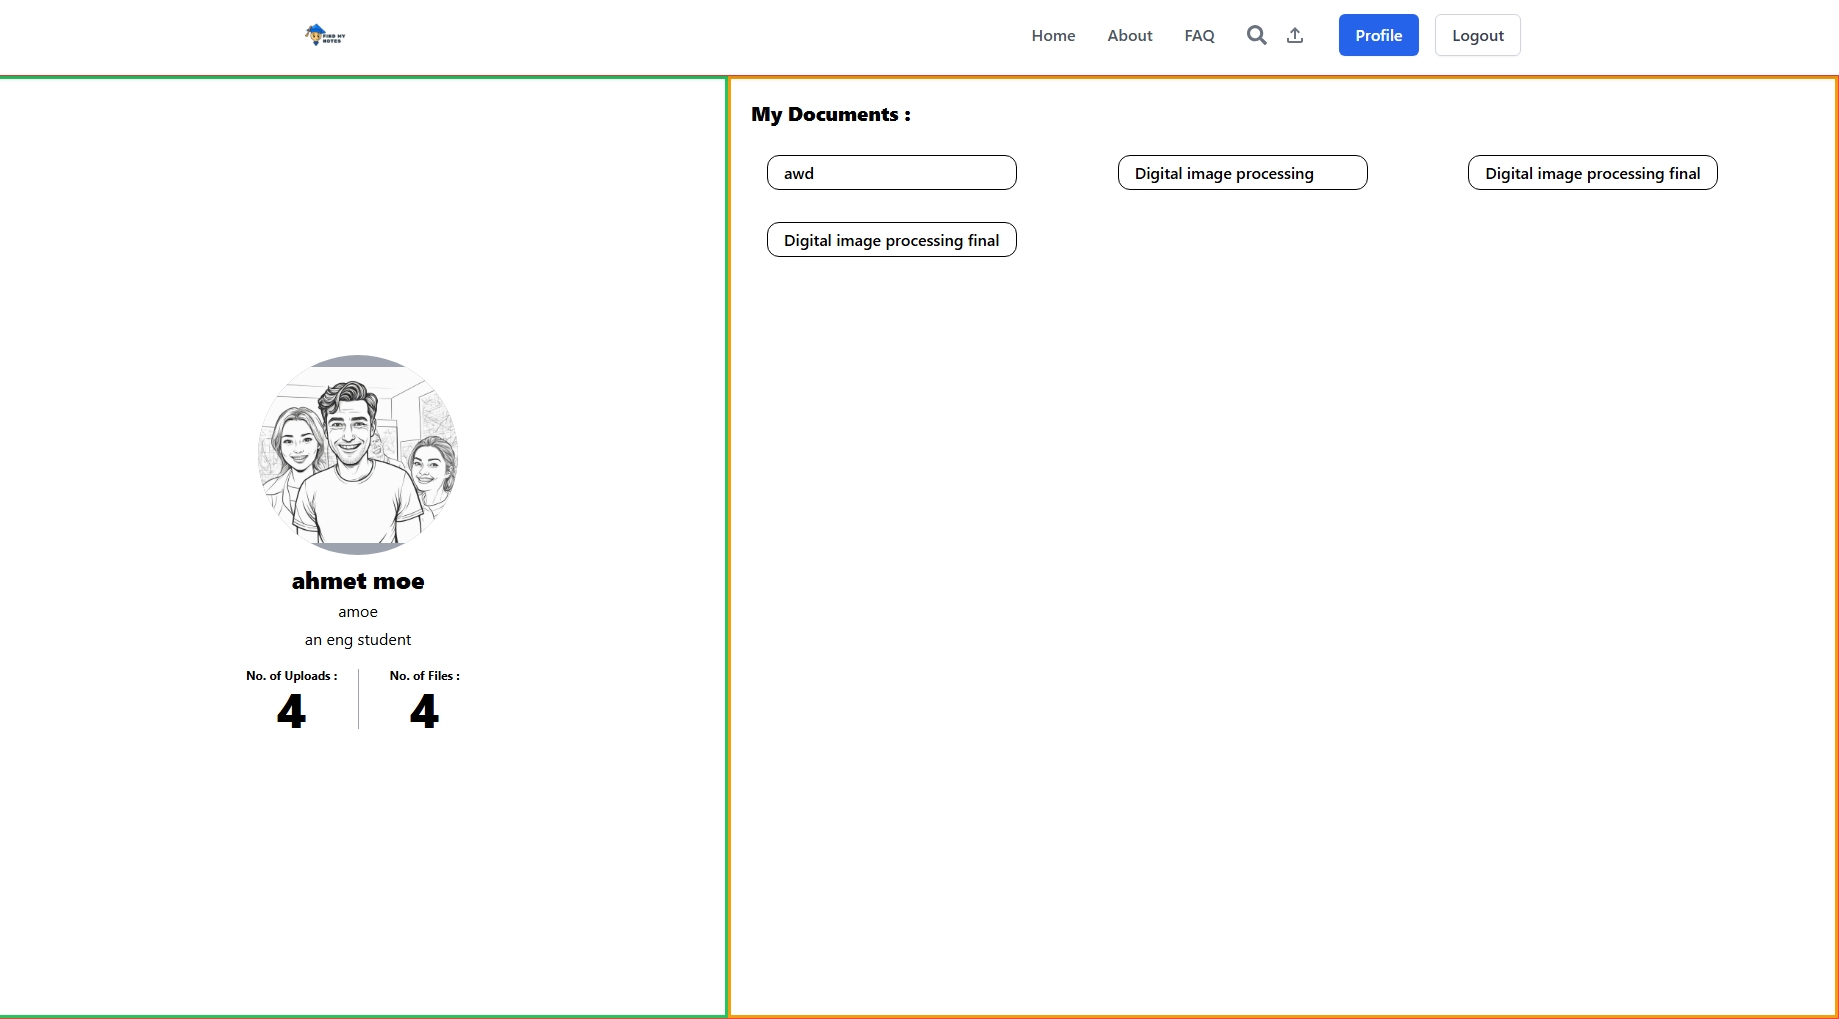 FIND MY
NOTES
Home About FAQ Profile Logout
ahmet moe
amoe
an eng student
No. of Uploads : No. of Files :
4 4
My Documents :
awd Digital image processing Digital image processing final
Digital image processing final